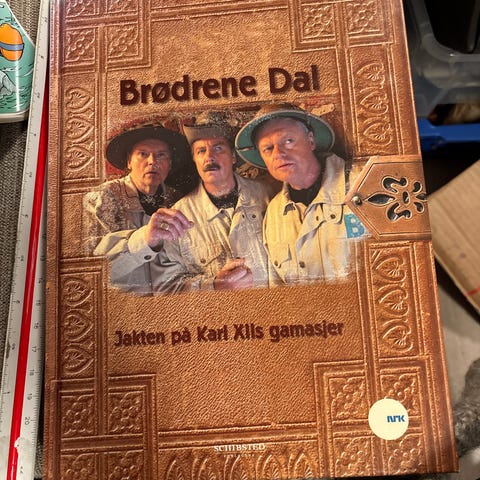 Brødrene Dal
B
Jakten på Karl XIIs gamasjer
NRK
SCHIBSTED